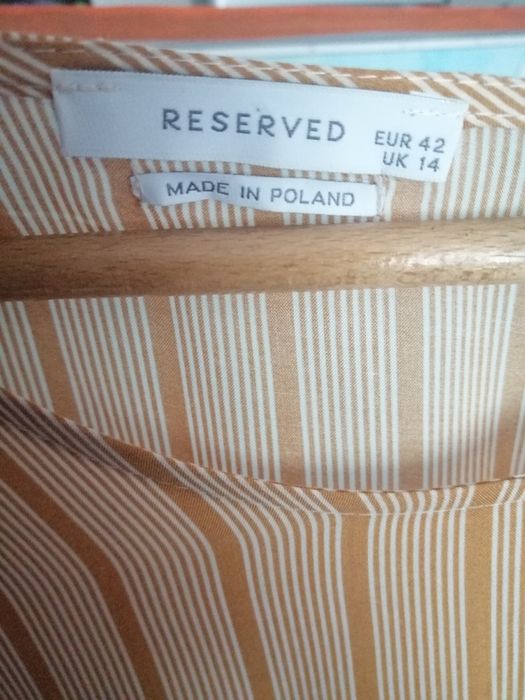 RESERVED
EUR 42
UK 14
MADE IN POLAND